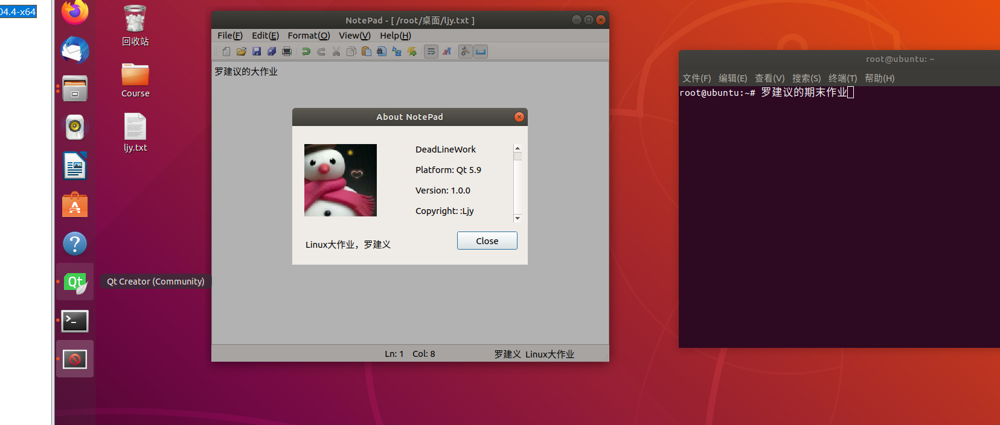 04.4-x64
回收站
Course
ljy.txt
Qt
Qt Creator (Community)
NotePad - [ /root/桌面/ljy.txt ]
File(F) Edit(E) Format(O) View(V) Help(H)
罗建议的大作业
About NotePad
DeadLineWork
Platform: Qt 5.9
Version: 1.0.0
Copyright: :Ljy
Linux大作业，罗建义
Close
Ln: 1 Col: 8 罗建义 Linux大作业
root@ubuntu: ~
文件(F) 编辑(E) 查看(V) 搜索(S) 终端(T) 帮助(H)
root@ubuntu:~# 罗建议的期末作业